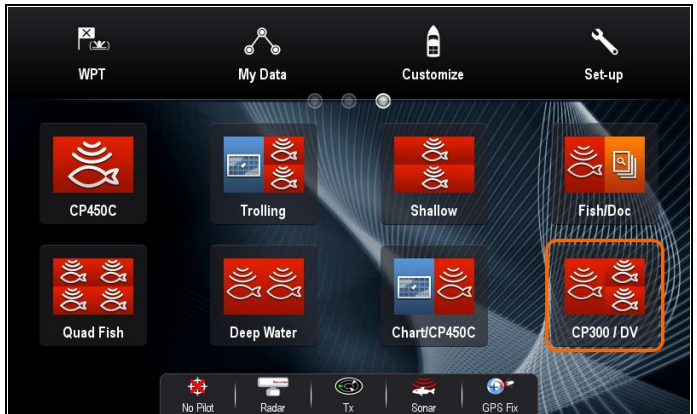 WPT
My Data
Customize
Set-up
CP450C
Trolling
Shallow
Fish/Doc
Quad Fish
Deep Water
Chart/CP450C
CP300 / DV
No Pilot
Radar
Tx
Sonar
GPS Fix